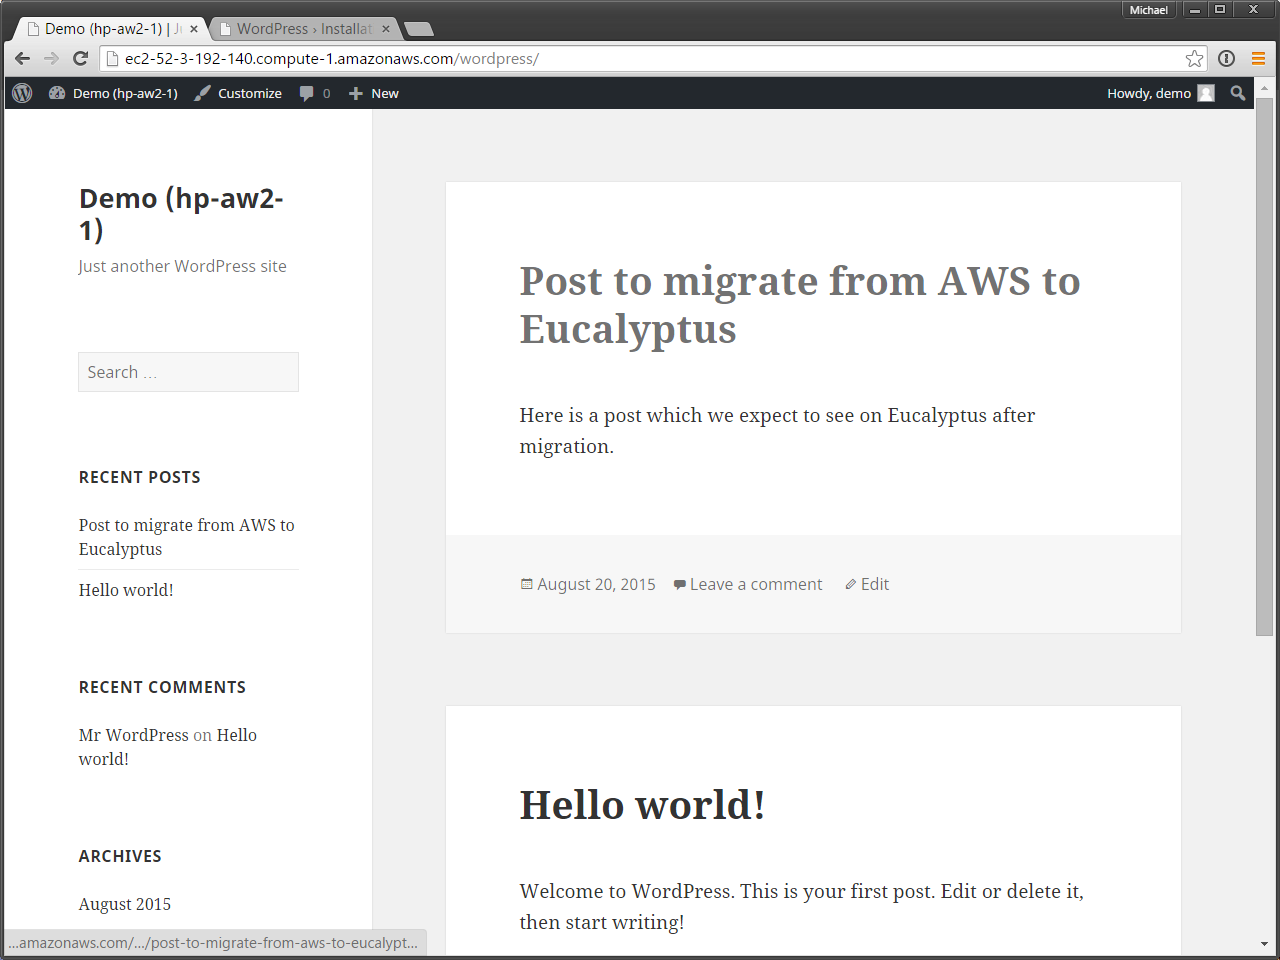 Michael
Demo (hp-aw2-1) | J
WordPress › Installat
ec2-52-3-192-140.compute-1.amazonaws.com/wordpress/
Demo (hp-aw2-1) Customize 0 New Howdy, demo
Demo (hp-aw2-
1)
Just another WordPress site
Search …
RECENT POSTS
Post to migrate from AWS to
Eucalyptus
Hello world!
RECENT COMMENTS
Mr WordPress on Hello
world!
ARCHIVES
August 2015
Post to migrate from AWS to
Eucalyptus
Here is a post which we expect to see on Eucalyptus after
migration.
August 20, 2015 Leave a comment Edit
Hello world!
Welcome to WordPress. This is your first post. Edit or delete it,
then start writing!
...amazonaws.com/.../post-to-migrate-from-aws-to-eucalypt...